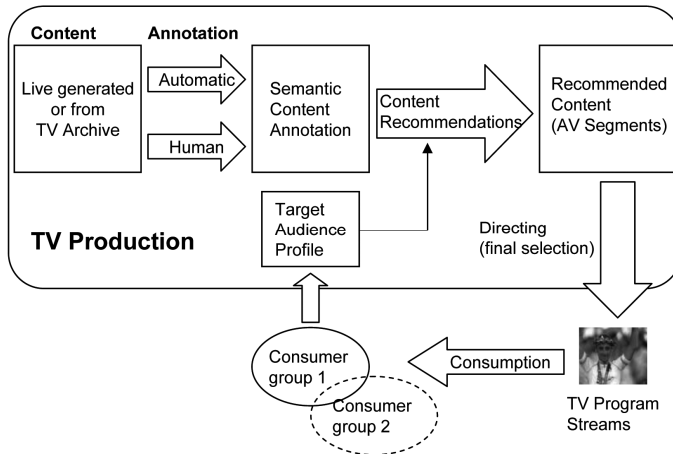 Content
Annotation
Live generated
or from
TV Archive
Automatic
Human
Semantic
Content
Annotation
Content
Recommendations
Recommended
Content
(AV Segments)
TV Production
Target
Audience
Profile
Directing
(final selection)
Consumer
group 1
Consumer
group 2
Consumption
TV Program
Streams